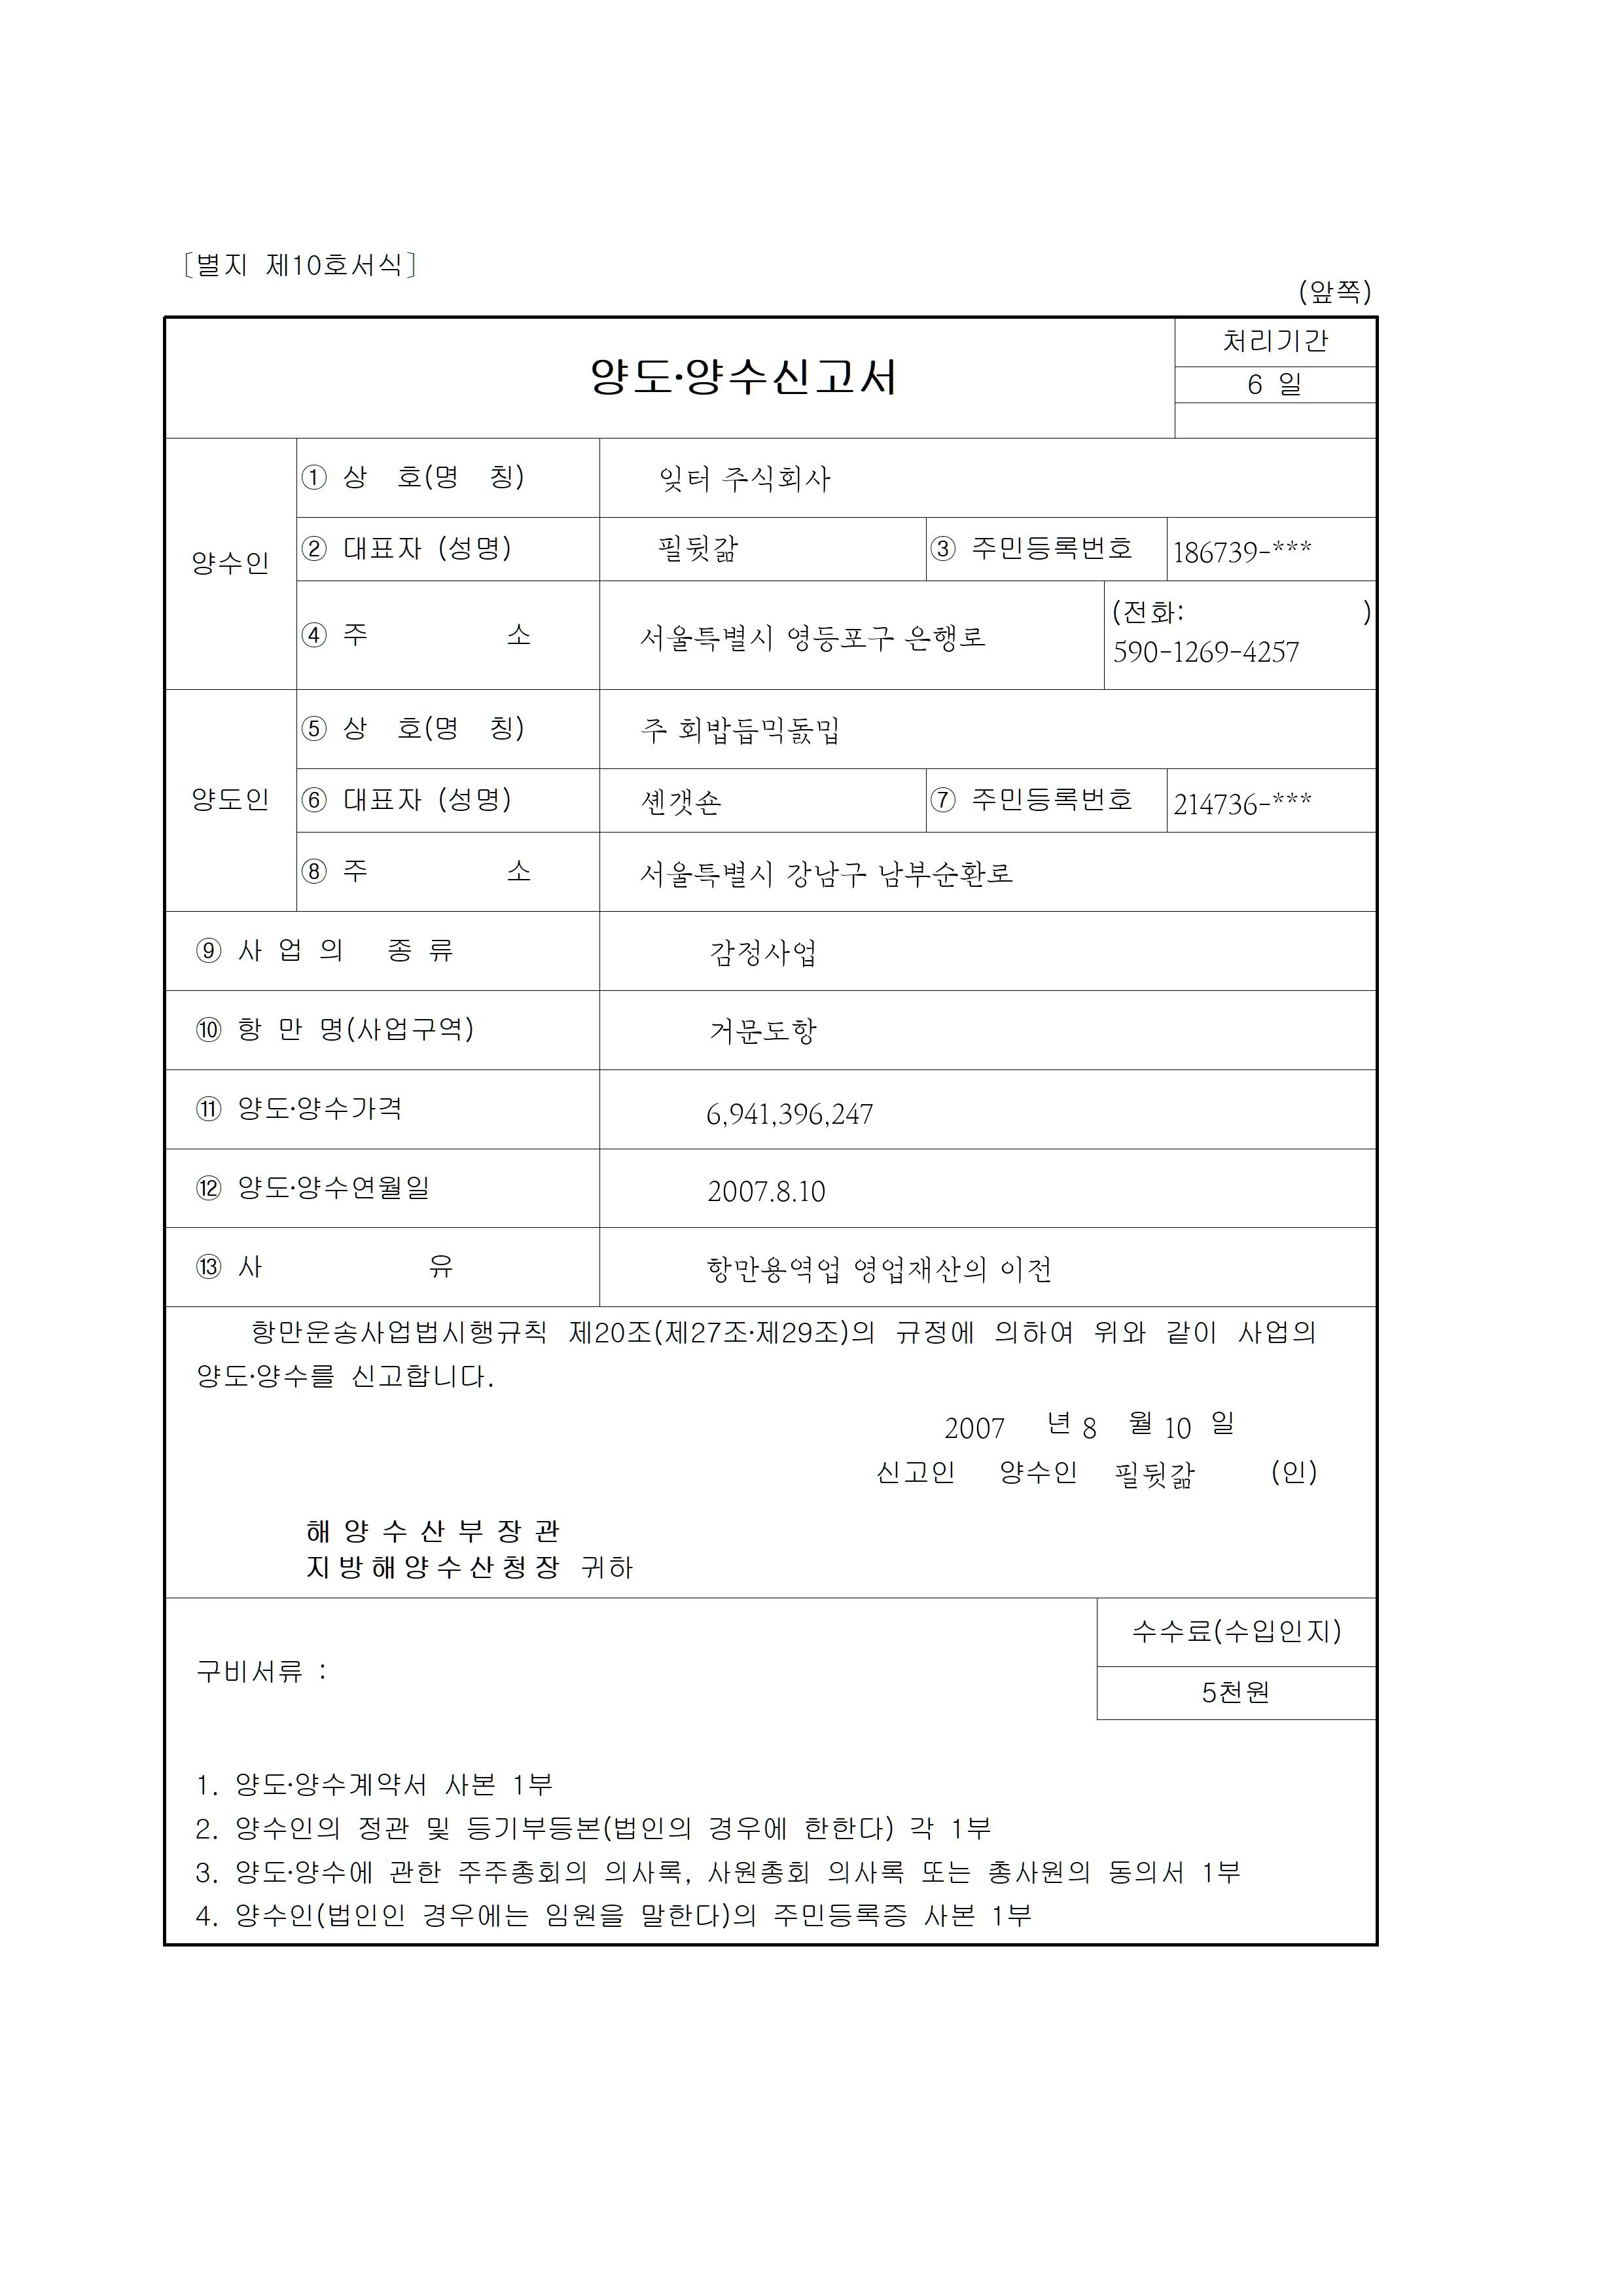 [별지 제10호서식]
(앞쪽)
양도·양수신고서
처리기간
6 일
양수인
① 상 호(명 칭) 잊터 주식회사
② 대표자 (성명) 필뒷갊 ③ 주민등록번호 186739-***
④ 주 소 서울특별시 영등포구 은행로 (전화: )
590-1269-4257
양도인
⑤ 상 호(명 칭) 주 회밥듭믹돐밉
⑥ 대표자 (성명) 셴갯숀 ⑦ 주민등록번호 214736-***
⑧ 주 소 서울특별시 강남구 남부순환로
⑨ 사 업 의 종 류 감정사업
⑩ 항 만 명(사업구역) 거문도항
⑪ 양도·양수가격 6,941,396,247
⑫ 양도·양수연월일 2007.8.10
⑬ 사 유 항만용역업 영업재산의 이전
항만운송사업법시행규칙 제20조(제27조·제29조)의 규정에 의하여 위와 같이 사업의
양도·양수를 신고합니다.
2007 년 8 월 10 일
신고인 양수인 필뒷갊 (인)
해 양 수 산 부 장 관
지방해양수산청장 귀하
수수료(수입인지)
구비서류 :
5천원
1. 양도·양수계약서 사본 1부
2. 양수인의 정관 및 등기부등본(법인의 경우에 한한다) 각 1부
3. 양도·양수에 관한 주주총회의 의사록, 사원총회 의사록 또는 총사원의 동의서 1부
4. 양수인(법인인 경우에는 임원을 말한다)의 주민등록증 사본 1부